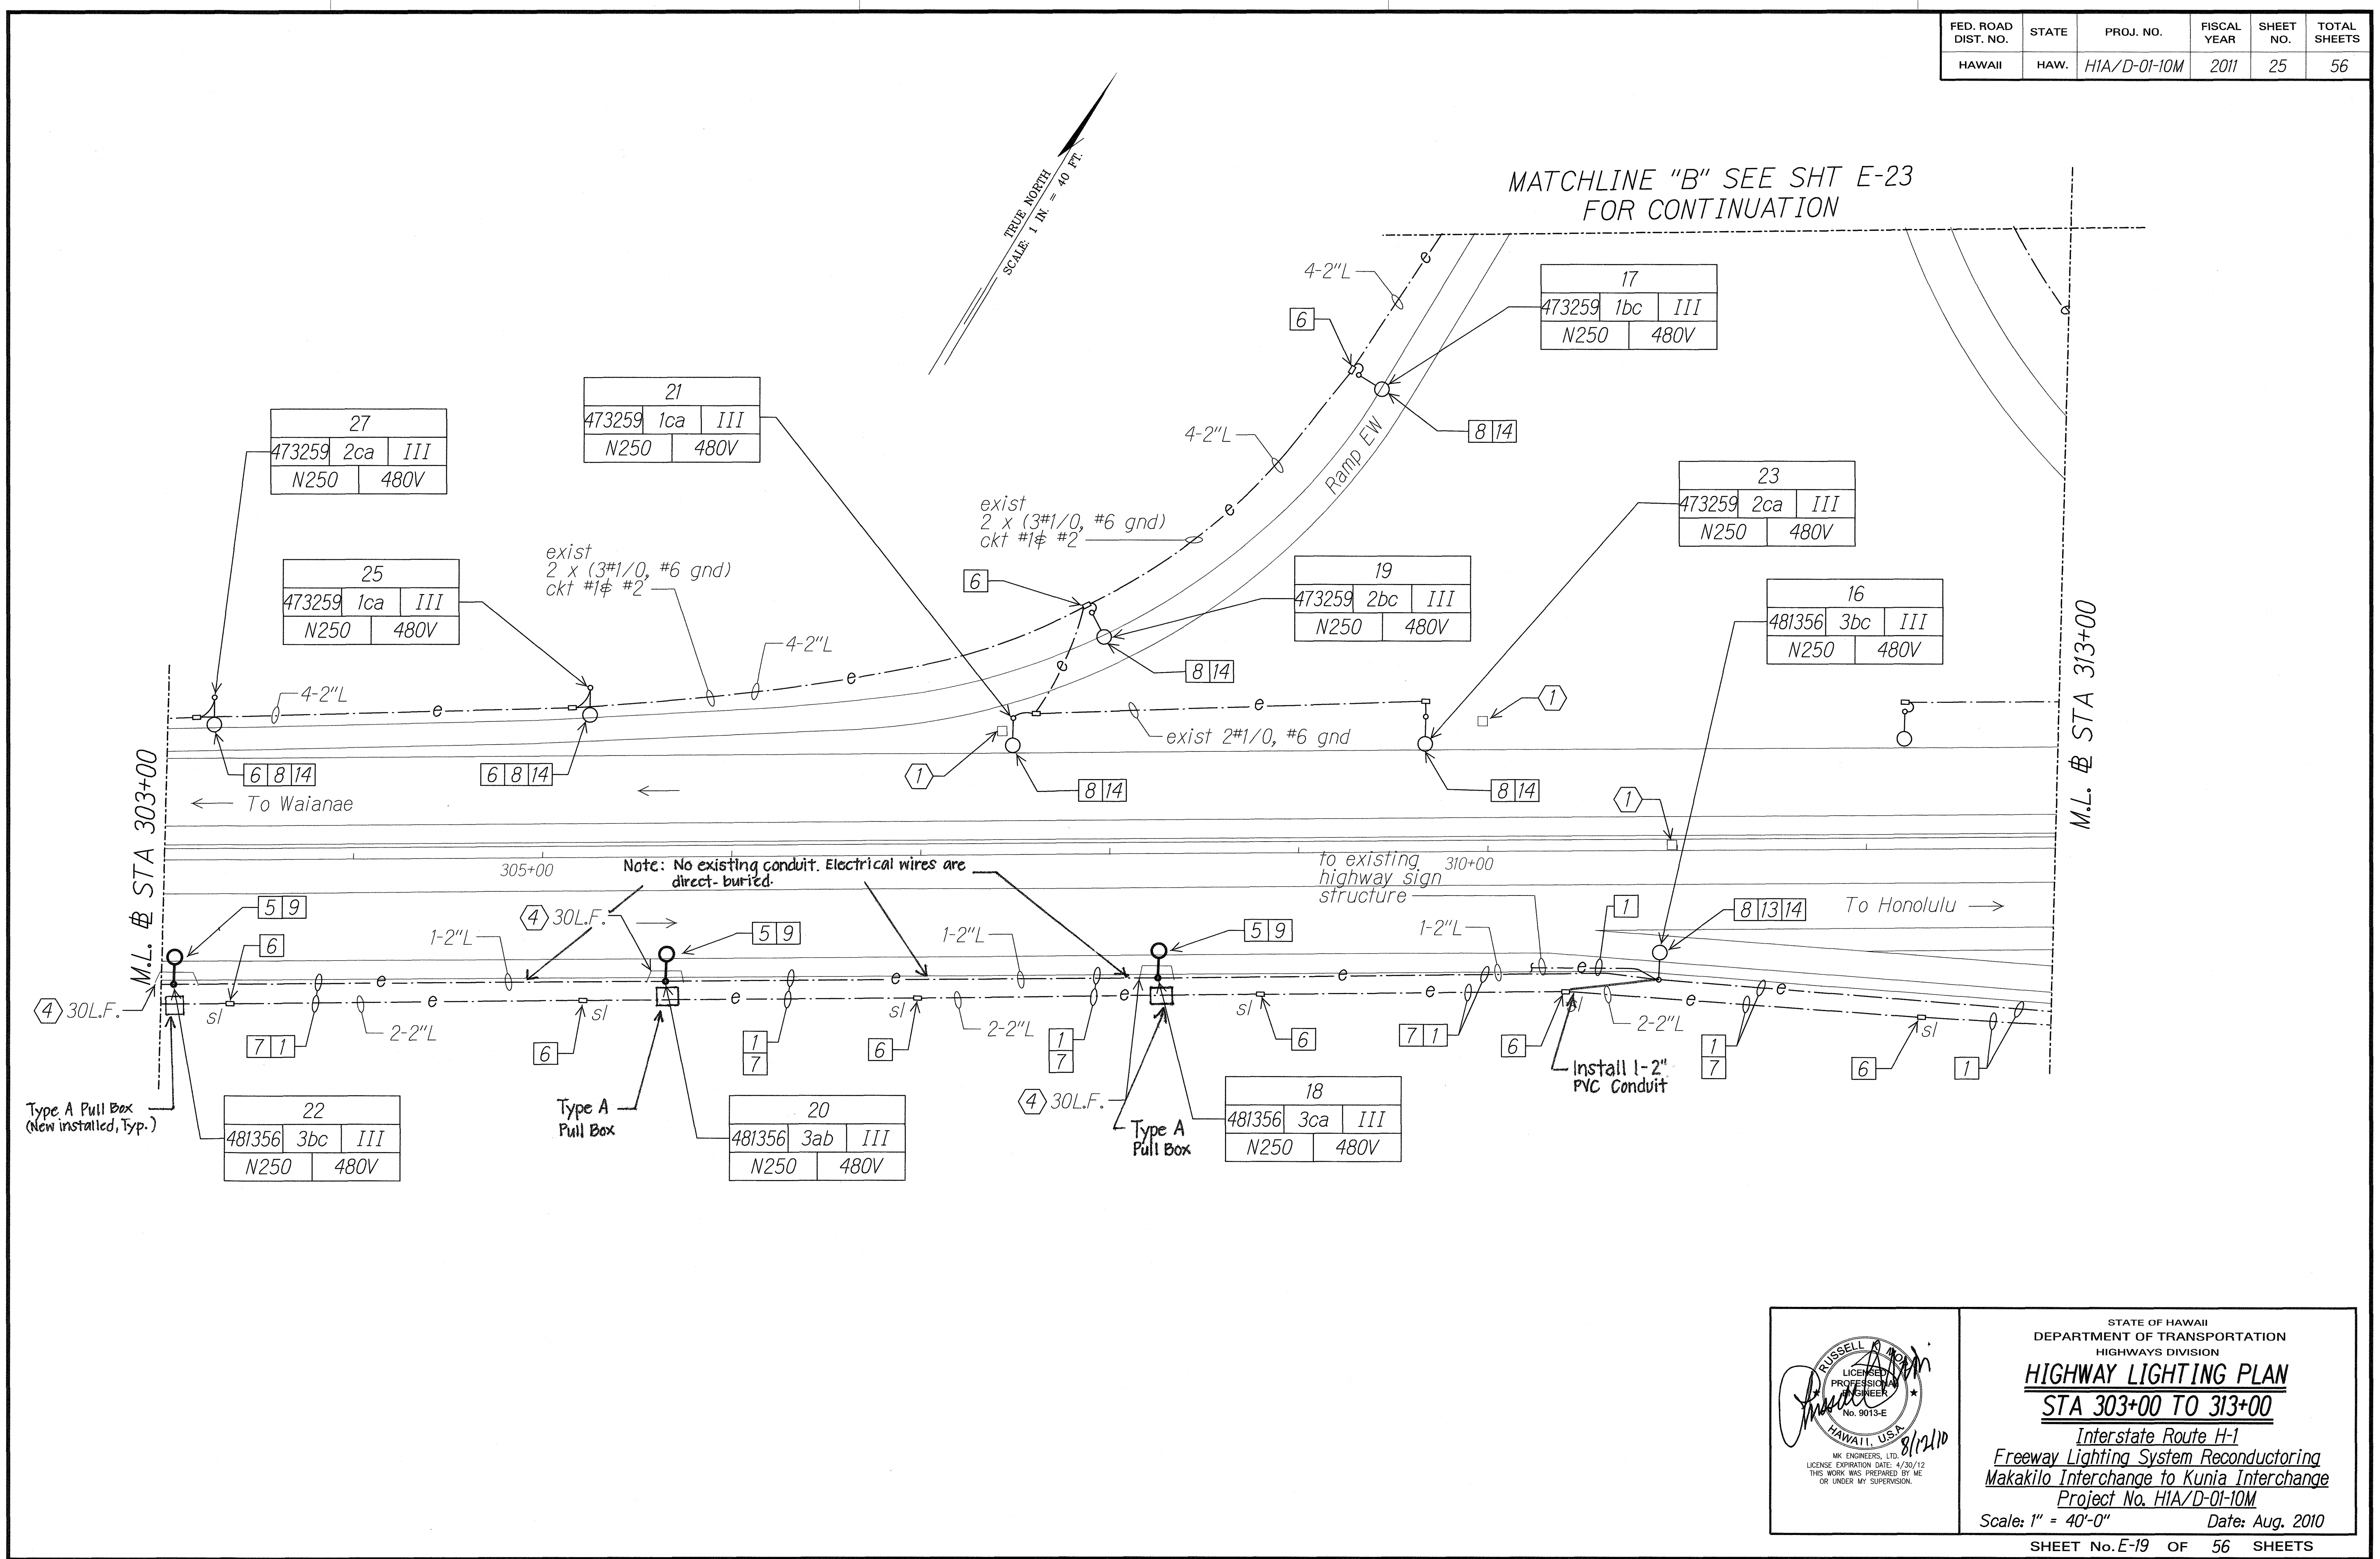 FED. ROAD DIST. NO. STATE PROJ. NO. FISCAL YEAR SHEET NO. TOTAL SHEETS
HAWAII HAW. H1A/D-01-10M 2011 25 56
TRUE NORTH
SCALE: 1 IN. = 40 FT.
MATCHLINE "B" SEE SHT E-23
FOR CONTINUATION
4-2"L
e
17
473259 1bc III
N250 480V
6
8 14
4-2"L
Ramp EW
e
21
473259 1ca III
N250 480V
27
473259 2ca III
N250 480V
23
473259 2ca III
N250 480V
exist
2 x (3#1/0, #6 gnd)
ckt #1& #2
exist
2 x (3#1/0, #6 gnd)
ckt #1& #2
25
473259 1ca III
N250 480V
6
19
473259 2bc III
N250 480V
16
481356 3bc III
N250 480V
4-2"L
e
e
8 14
4-2"L
e
e
1
exist 2#1/0, #6 gnd
6 8 14
6 8 14
1
8 14
8 14
1
To Waianae
M.L. BL STA 303+00
M.L. BL STA 313+00
305+00
Note: No existing conduit. Electrical wires are
direct-buried.
to existing
highway sign
structure
310+00
5 9
4 30L.F.
5 9
5 9
1
8 13 14
To Honolulu
6
1-2"L
1-2"L
1-2"L
e e e e e
4 30L.F.
sl
e
sl
e
sl
e
sl
e
sl
e
sl
7 1
2-2"L
6
1
7
6
2-2"L
1
7
6
7 1
6
2-2"L
1
7
6
1
Install 1-2"
PVC Conduit
Type A Pull Box
(New installed, Typ.)
22
481356 3bc III
N250 480V
Type A
Pull Box
20
481356 3ab III
N250 480V
4 30L.F.
Type A
Pull Box
18
481356 3ca III
N250 480V
RUSSELL K. MORI
LICENSED
PROFESSIONAL
ENGINEER
No. 9013-E
HAWAII, U.S.A.
8/12/10
MK ENGINEERS, LTD.
LICENSE EXPIRATION DATE: 4/30/12
THIS WORK WAS PREPARED BY ME
OR UNDER MY SUPERVISION.
STATE OF HAWAII
DEPARTMENT OF TRANSPORTATION
HIGHWAYS DIVISION
HIGHWAY LIGHTING PLAN
STA 303+00 TO 313+00
Interstate Route H-1
Freeway Lighting System Reconductoring
Makakilo Interchange to Kunia Interchange
Project No. H1A/D-01-10M
Scale: 1" = 40'-0" Date: Aug. 2010
SHEET No. E-19 OF 56 SHEETS